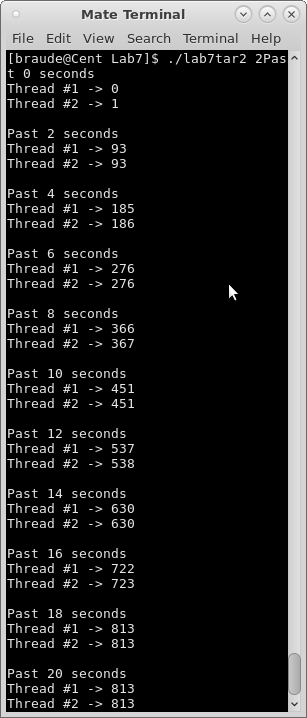 Mate Terminal
File Edit View Search Terminal Help
[braude@Cent Lab7]$ ./lab7tar2 2Pas
t 0 seconds
Thread #1 -> 0
Thread #2 -> 1
Past 2 seconds
Thread #1 -> 93
Thread #2 -> 93
Past 4 seconds
Thread #1 -> 185
Thread #2 -> 186
Past 6 seconds
Thread #1 -> 276
Thread #2 -> 276
Past 8 seconds
Thread #1 -> 366
Thread #2 -> 367
Past 10 seconds
Thread #1 -> 451
Thread #2 -> 451
Past 12 seconds
Thread #1 -> 537
Thread #2 -> 538
Past 14 seconds
Thread #1 -> 630
Thread #2 -> 630
Past 16 seconds
Thread #1 -> 722
Thread #2 -> 723
Past 18 seconds
Thread #1 -> 813
Thread #2 -> 813
Past 20 seconds
Thread #1 -> 813
Thread #2 -> 813